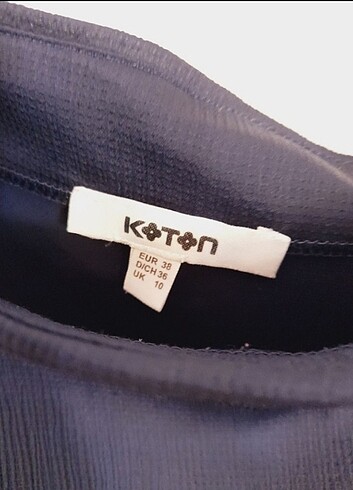 KOTON
EUR 38
D/CH 36
UK 10